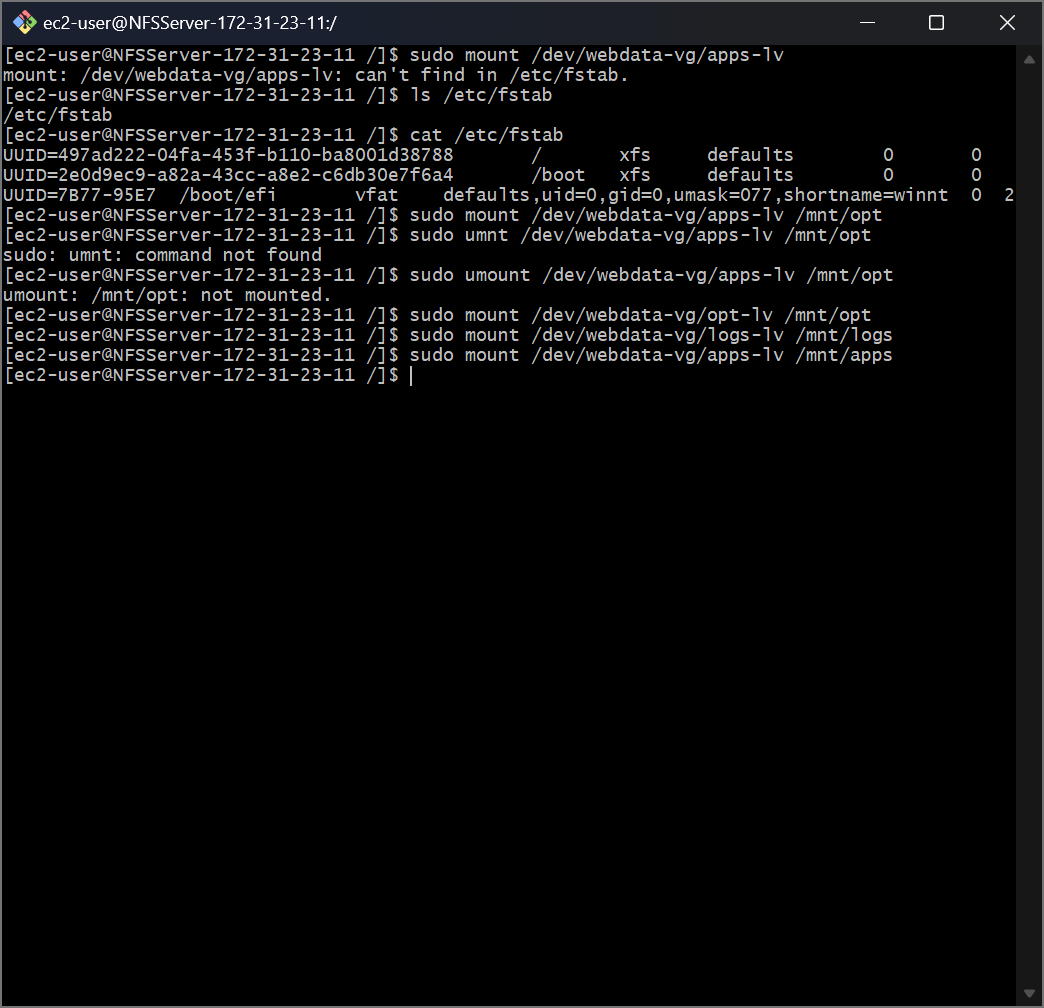 ec2-user@NFSServer-172-31-23-11:/
[ec2-user@NFSServer-172-31-23-11 /]$ sudo mount /dev/webdata-vg/apps-lv
mount: /dev/webdata-vg/apps-lv: can't find in /etc/fstab.
[ec2-user@NFSServer-172-31-23-11 /]$ ls /etc/fstab
/etc/fstab
[ec2-user@NFSServer-172-31-23-11 /]$ cat /etc/fstab
UUID=497ad222-04fa-453f-b110-ba8001d38788       /       xfs     defaults        0       0
UUID=2e0d9ec9-a82a-43cc-a8e2-c6db30e7f6a4       /boot   xfs     defaults        0       0
UUID=7B77-95E7  /boot/efi       vfat    defaults,uid=0,gid=0,umask=077,shortname=winnt  0  2
[ec2-user@NFSServer-172-31-23-11 /]$ sudo mount /dev/webdata-vg/apps-lv /mnt/opt
[ec2-user@NFSServer-172-31-23-11 /]$ sudo umnt /dev/webdata-vg/apps-lv /mnt/opt
sudo: umnt: command not found
[ec2-user@NFSServer-172-31-23-11 /]$ sudo umount /dev/webdata-vg/apps-lv /mnt/opt
umount: /mnt/opt: not mounted.
[ec2-user@NFSServer-172-31-23-11 /]$ sudo mount /dev/webdata-vg/opt-lv /mnt/opt
[ec2-user@NFSServer-172-31-23-11 /]$ sudo mount /dev/webdata-vg/logs-lv /mnt/logs
[ec2-user@NFSServer-172-31-23-11 /]$ sudo mount /dev/webdata-vg/apps-lv /mnt/apps
[ec2-user@NFSServer-172-31-23-11 /]$